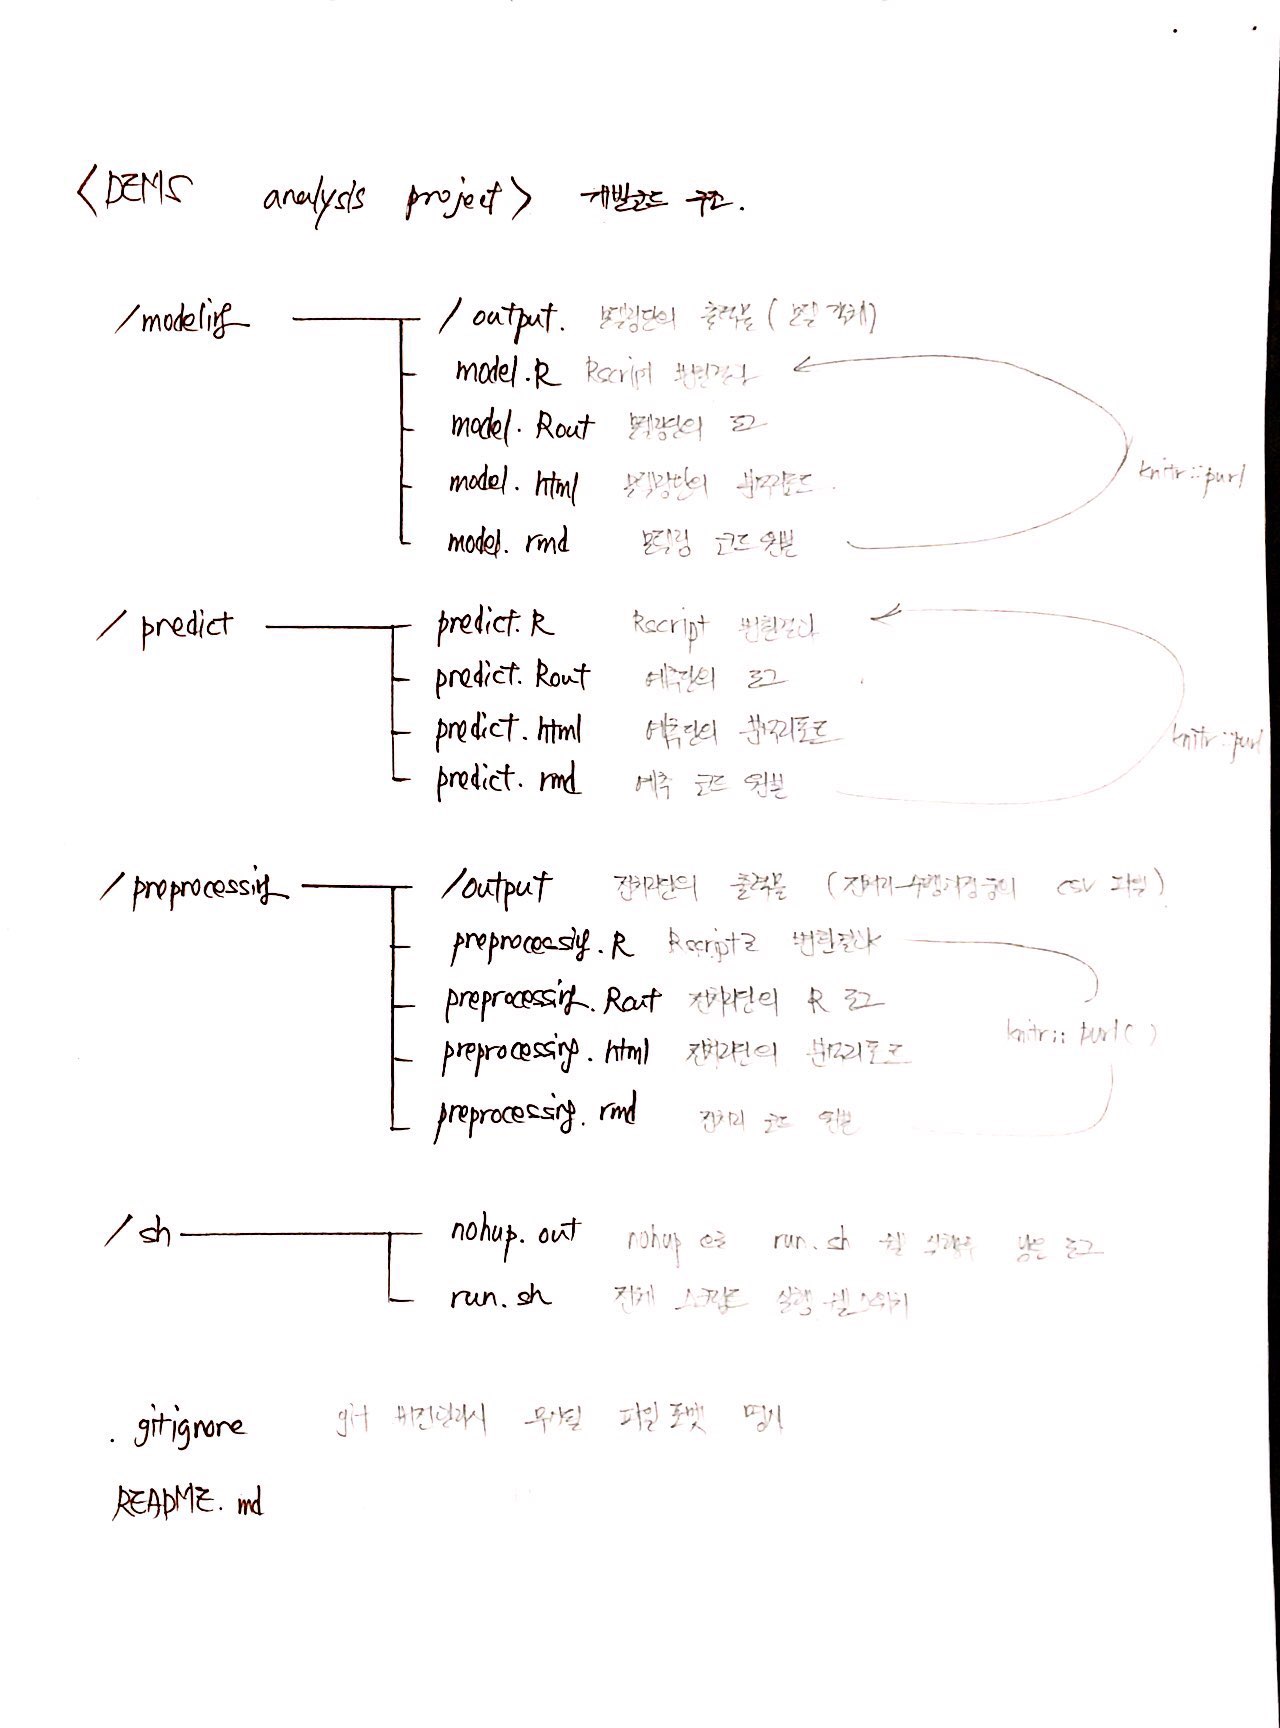 <DEMS analysis project> 개발코드 구조.
/modeling /output. 모델링단의 출력물 (모델 객체)
model.R Rscript 변환결과
model.Rout 모델링단의 로그
model.html 모델링단의 분석리포트.
knitr::purl
model.rmd 모델링 코드 원본
/predict predict.R Rscript 변환결과
predict.Rout 예측단의 로그
predict.html 예측단의 분석리포트
knitr::purl
predict.rmd 예측 코드 원본
/preprocessing /output 전처리단의 출력물 (전처리 수행과정 중의 csv 파일)
preprocessing.R Rscript로 변환결과
preprocessing.Rout 전처리단의 R 로그
knitr::purl()
preprocessing.html 전처리단의 분석리포트
preprocessing.rmd 전처리 코드 원본
/sh nohup.out nohup으로 run.sh 쉘 실행후 남은 로그
run.sh 전체 스크립트 실행 쉘
.gitignore git 버전관리시 무시될 파일 포맷 명시
README.md